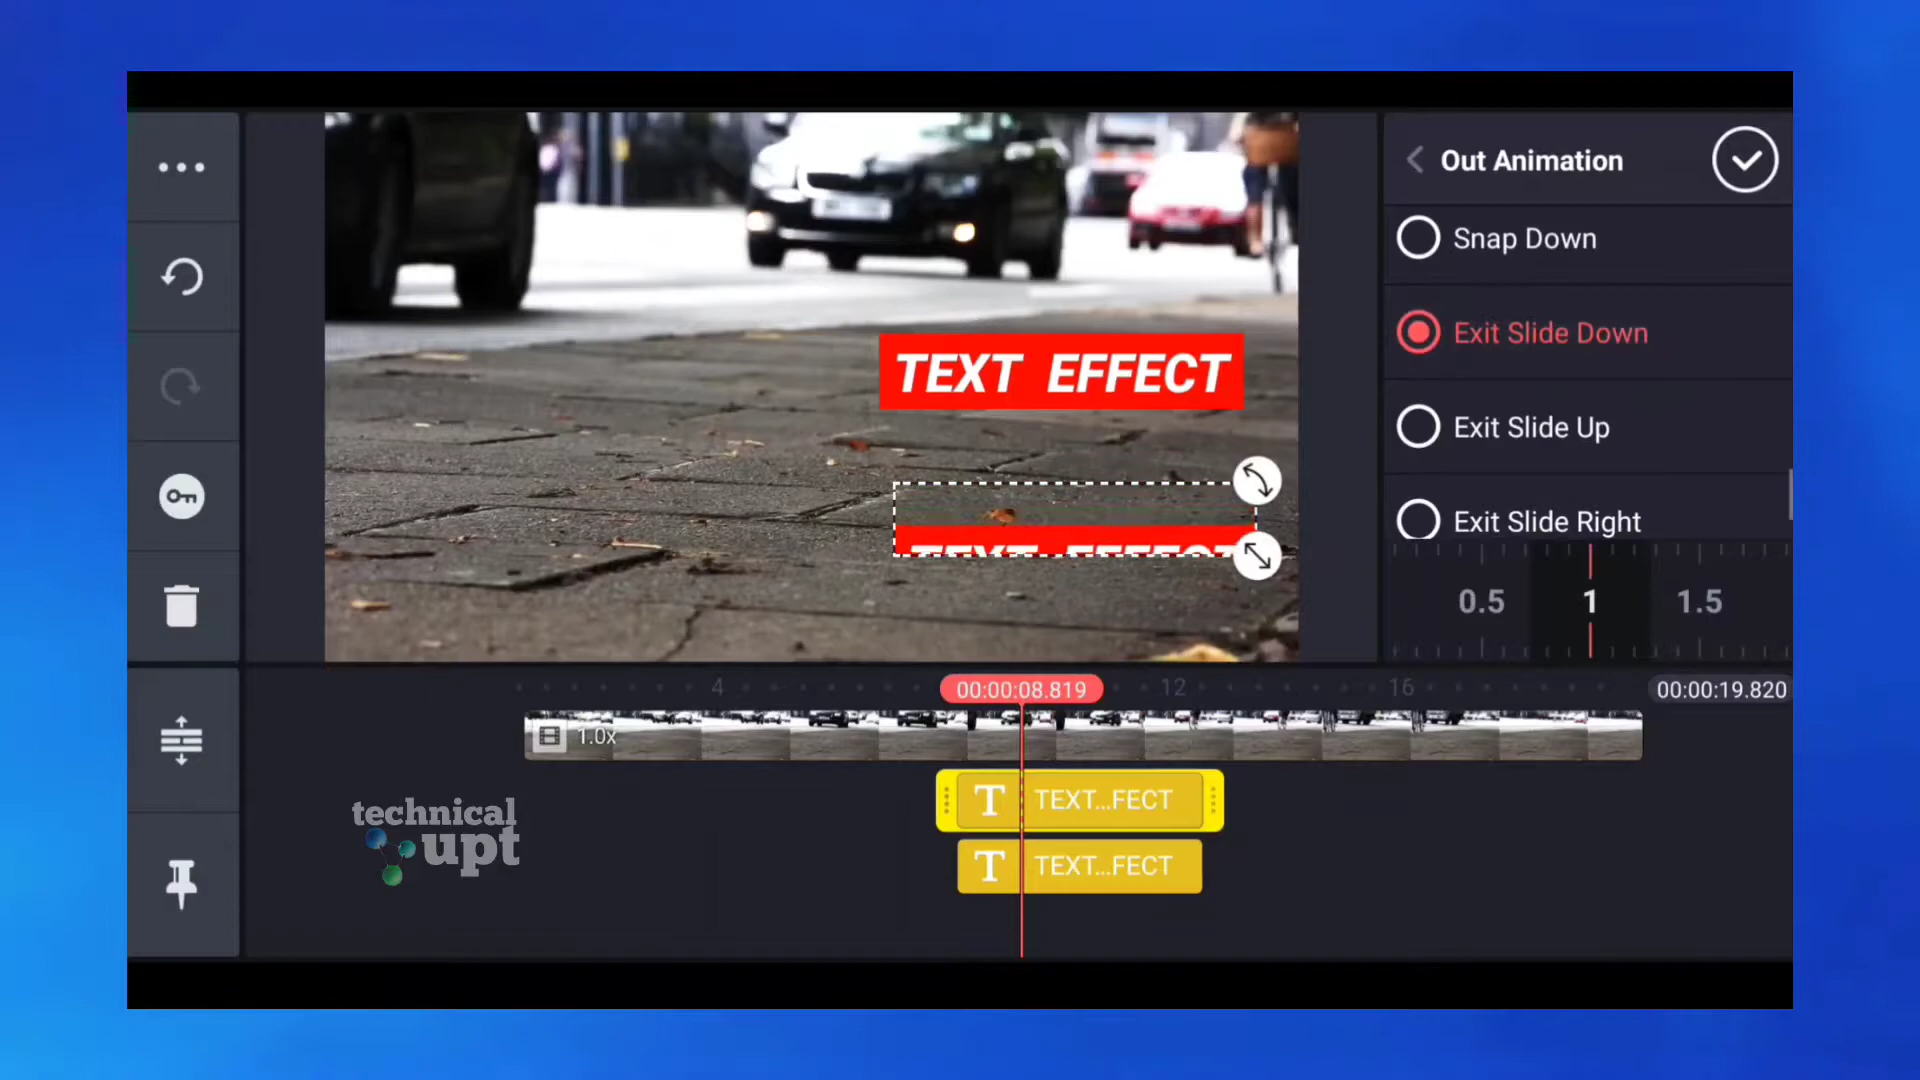 Out Animation
Snap Down
Exit Slide Down
TEXT EFFECT
Exit Slide Up
Exit Slide Right
TEXT EFFECT
0.5 1 1.5
4 00:00:08.819 12 16 00:00:19.820
1.0x
T TEXT...FECT
T TEXT...FECT
technical
upt